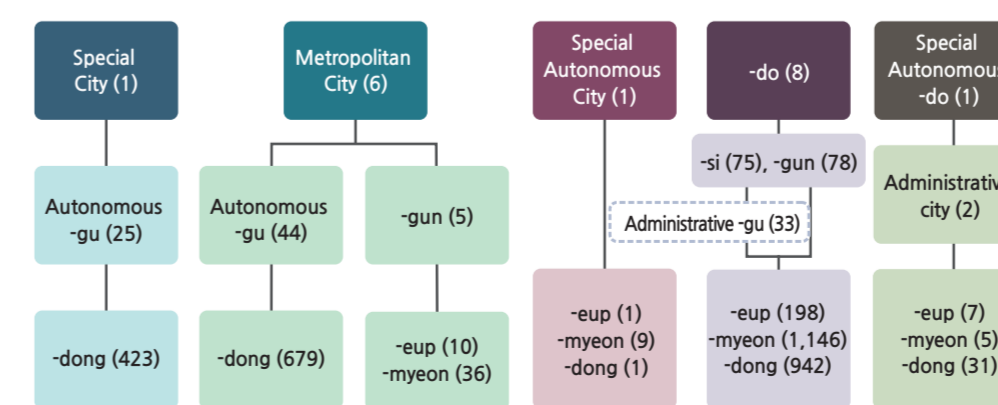 Special
City (1)
Metropolitan
City (6)
Special
Autonomous
City (1)
-do (8)
Special
-do (1)
-si (75), -gun (78)
Autonomous
-gu (25)
Autonomous
-gu (44)
-gun (5)
Administrative -gu (33)
city (2)
-dong (423)
-dong (679)
-eup (10)
-myeon (36)
-eup (1)
-myeon (9)
-dong (1)
-eup (198)
-myeon (1,146)
-dong (942)
-eup (7)
-myeon (5)
-dong (31)